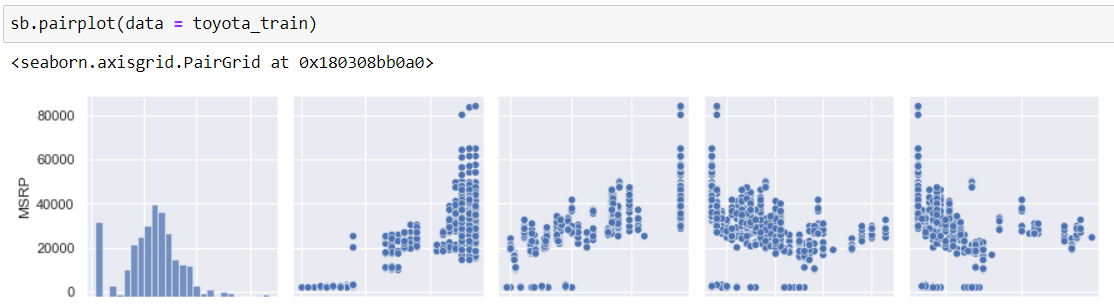 sb.pairplot(data = toyota_train)
<seaborn.axisgrid.PairGrid at 0x180308bb0a0>
80000
60000
MSRP
40000
20000
0